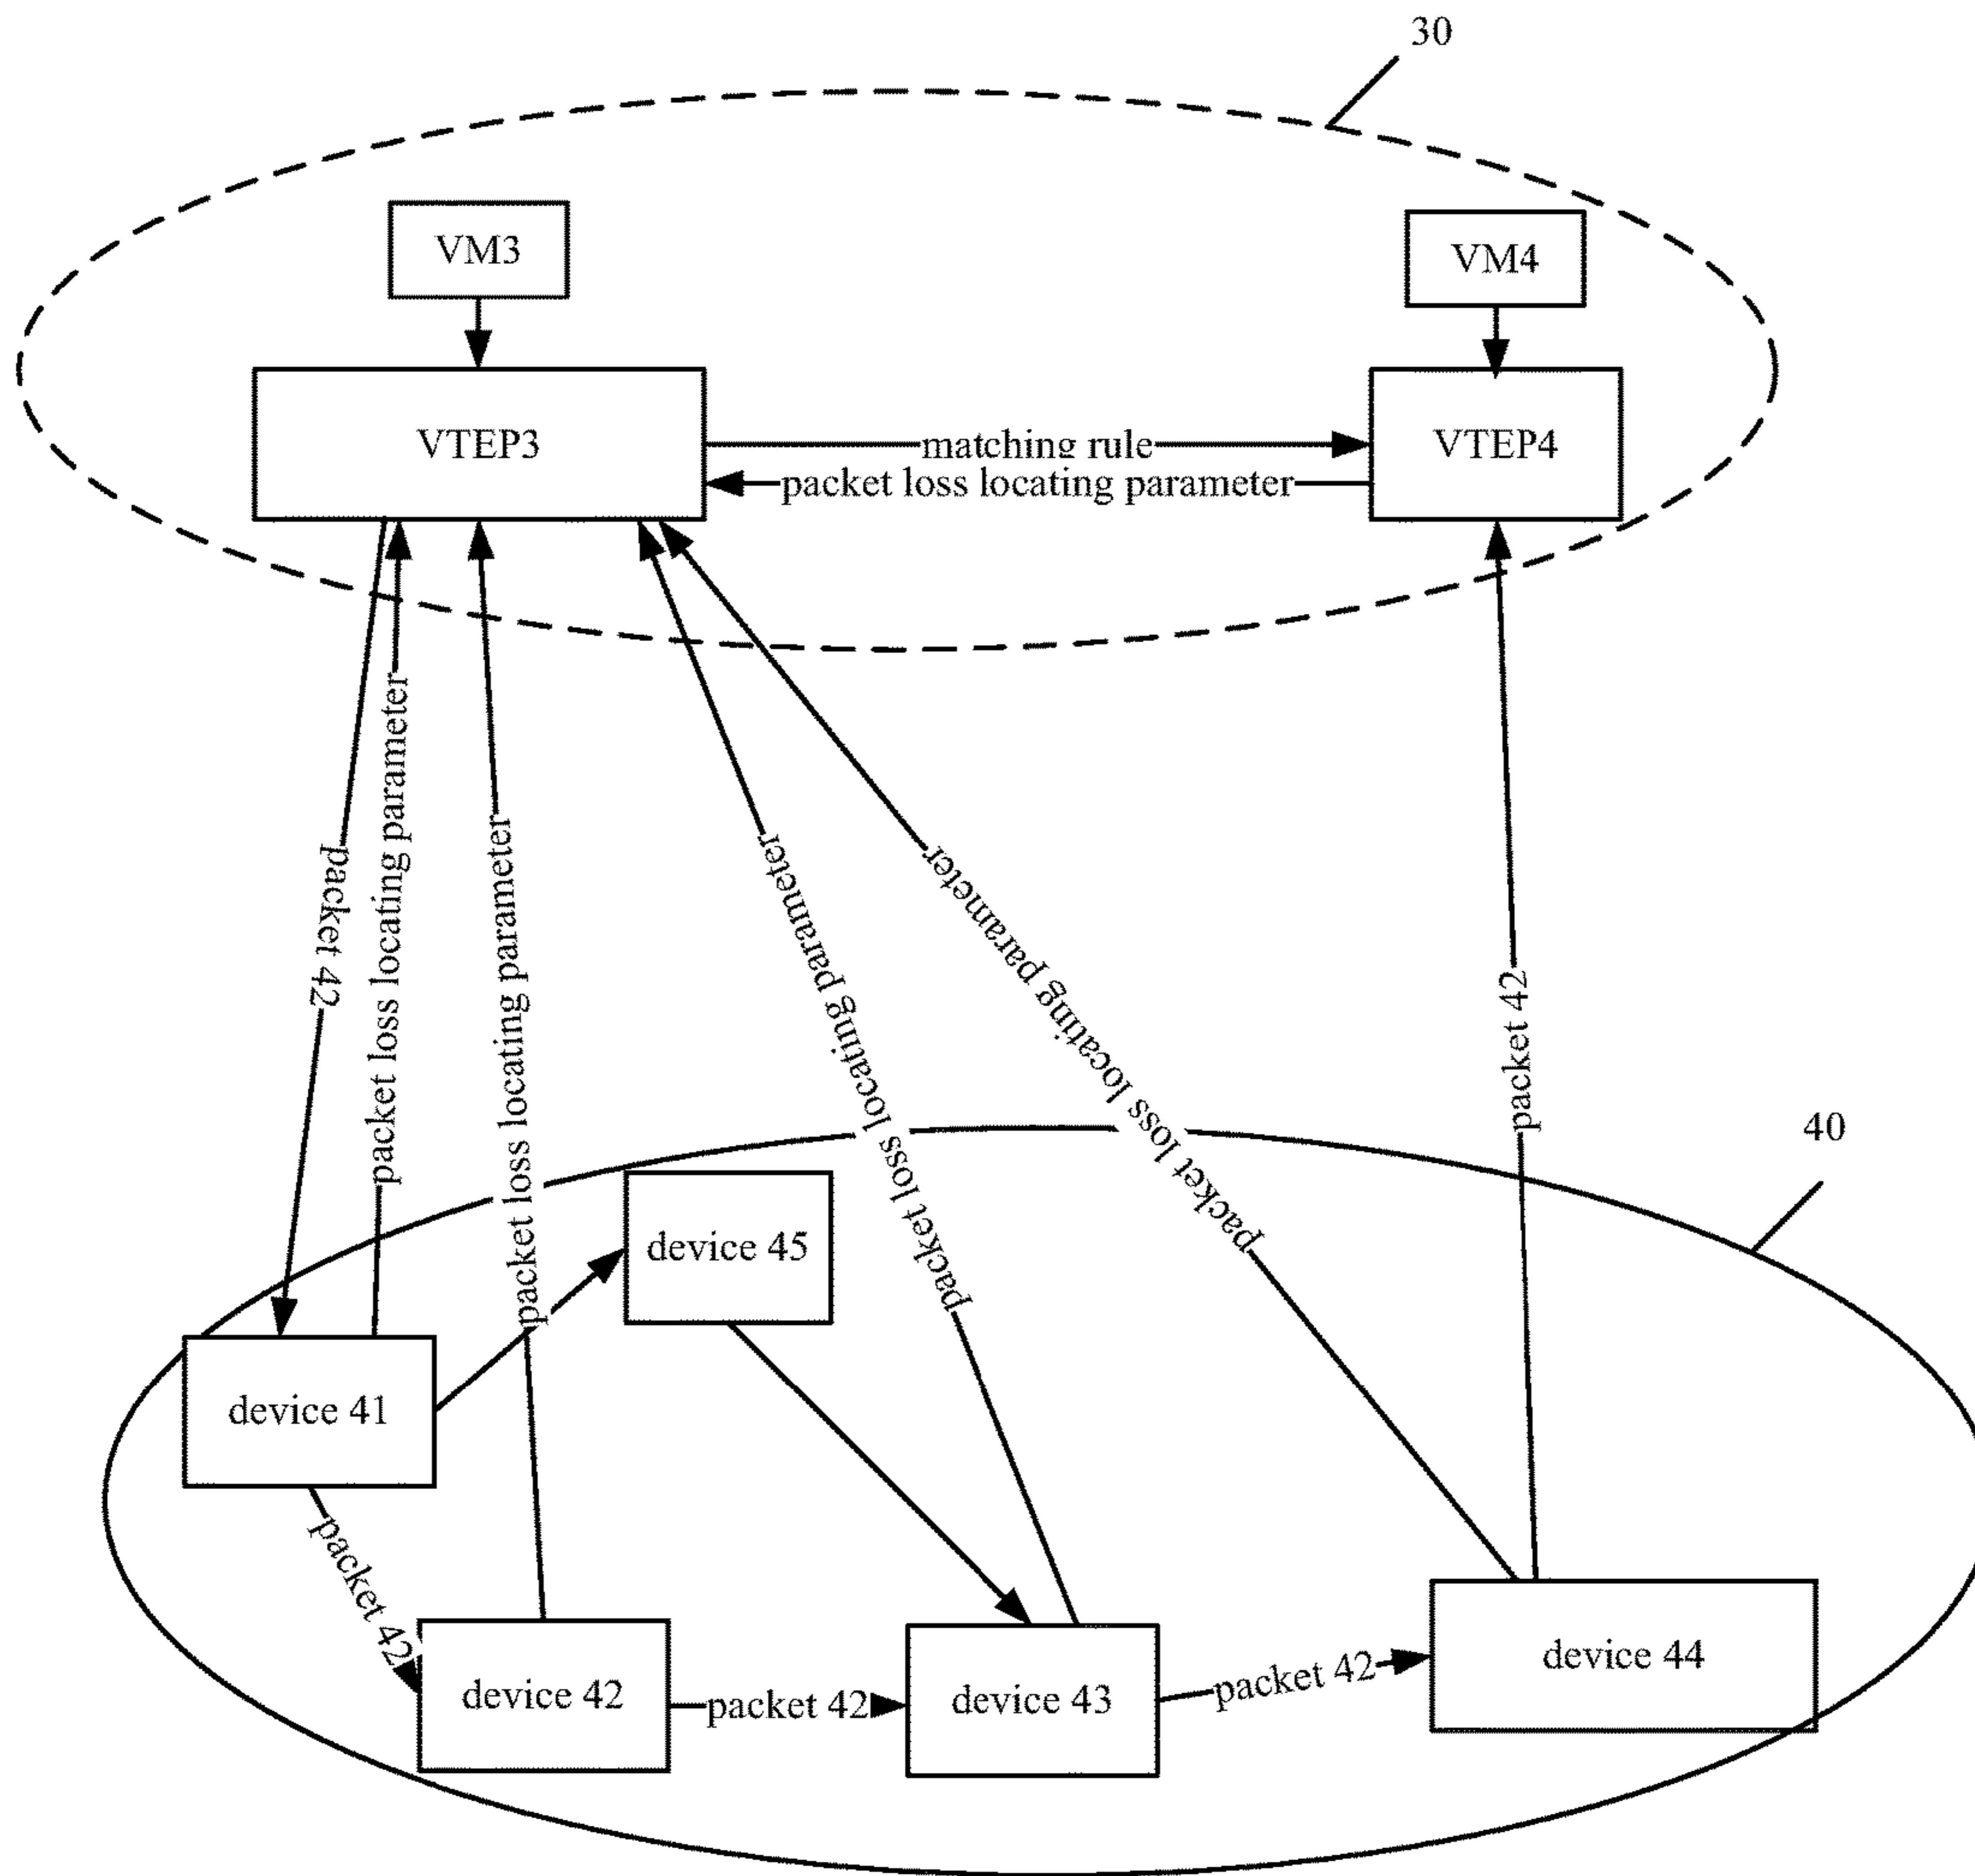 30
VM3
VM4
VTEP3
matching rule
VTEP4
packet loss locating parameter
packet 42
packet loss locating parameter
packet loss locating parameter
packet loss locating parameter
packet loss locating parameter
packet 42
40
device 45
device 41
packet 42
device 42
packet 42
device 43
packet 42
device 44